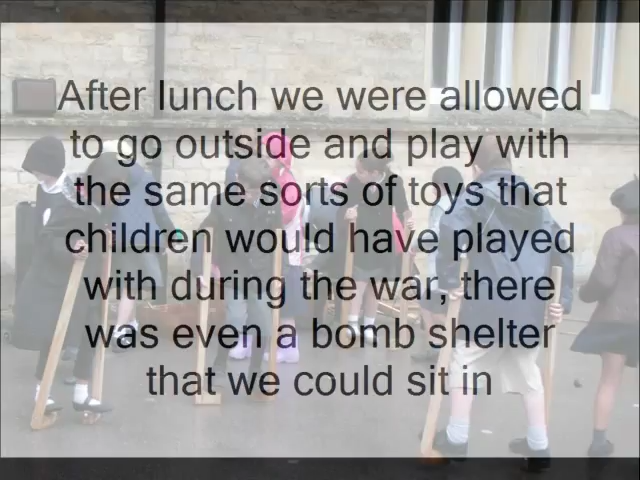 After lunch we were allowed
to go outside and play with
the same sorts of toys that
children would have played
with during the war, there
was even a bomb shelter
that we could sit in